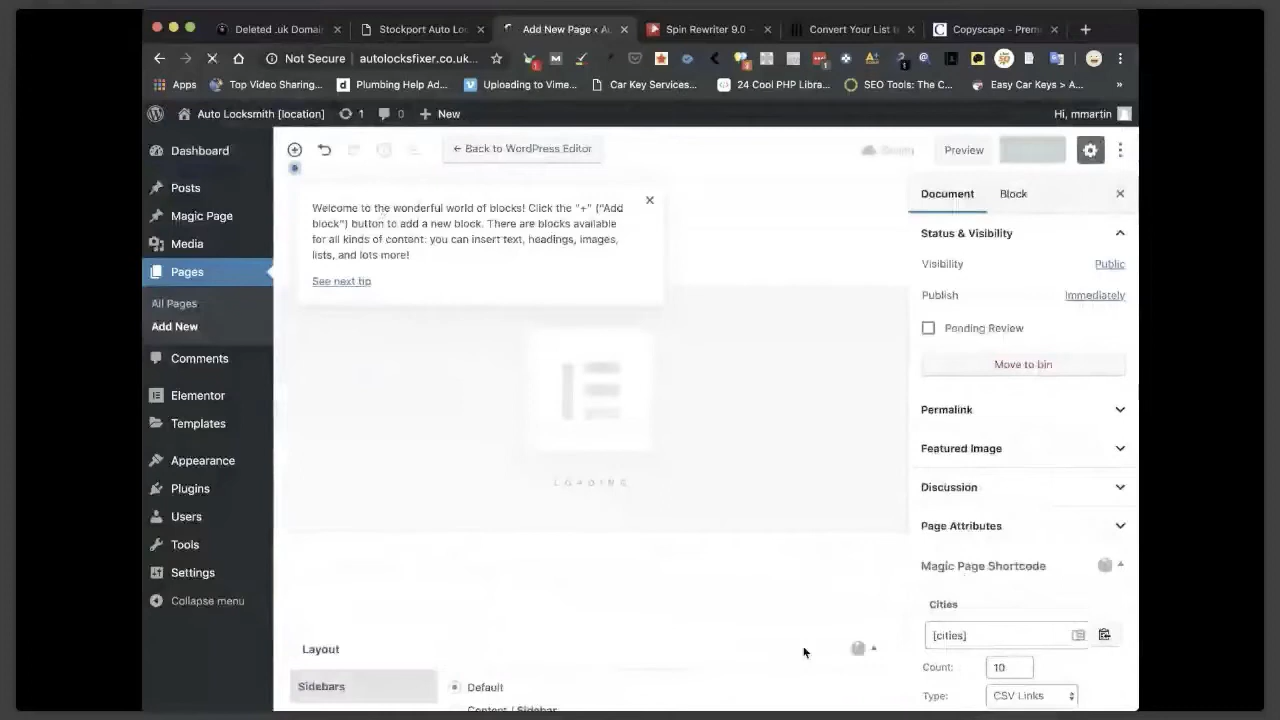 Deleted .uk Domai
Stockport Auto Lo
Add New Page ‹ Au
Spin Rewriter 9.0 -
Convert Your List t
Copyscape - Prem
Not Secure
autolocksfixer.co.uk...
Apps
Top Video Sharing...
Plumbing Help Ad...
Uploading to Vime...
Car Key Services...
24 Cool PHP Libra...
SEO Tools: The C...
Easy Car Keys > A...
»
Auto Locksmith [location]
1
0
New
Hi, mmartin
Dashboard
Posts
Magic Page
Media
Pages
All Pages
Add New
Comments
Elementor
Templates
Appearance
Plugins
Users
Tools
Settings
Collapse menu
← Back to WordPress Editor
Preview
Welcome to the wonderful world of blocks! Click the "+" ("Add
block") button to add a new block. There are blocks available
for all kinds of content: you can insert text, headings, images,
lists, and lots more!
See next tip
LOADING
Layout
Sidebars
Default
Content / Sidebar
Document
Block
Status & Visibility
Visibility
Public
Publish
Immediately
Pending Review
Move to bin
Permalink
Featured Image
Discussion
Page Attributes
Magic Page Shortcode
Cities
[cities]
Count:
10
Type:
CSV Links